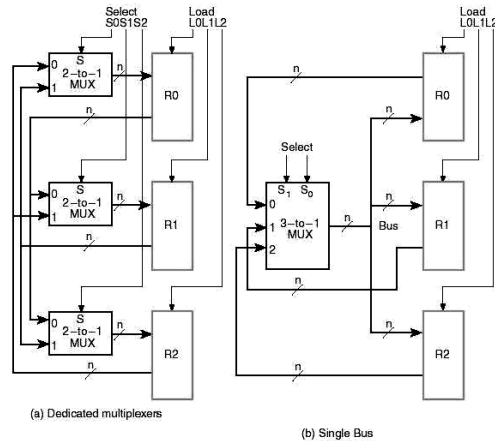 Select
S0S1S2
Load
L0L1L2
S
0
2-to-1
MUX
1
n
R0
n
S
0
2-to-1
MUX
1
n
R1
n
S
0
2-to-1
MUX
1
n
R2
n
(a) Dedicated multiplexers
Load
L0L1L2
n
R0
n
Select
S1 S0
0
3-to-1
MUX
1
2
n
Bus
n
R1
n
n
R2
n
(b) Single Bus